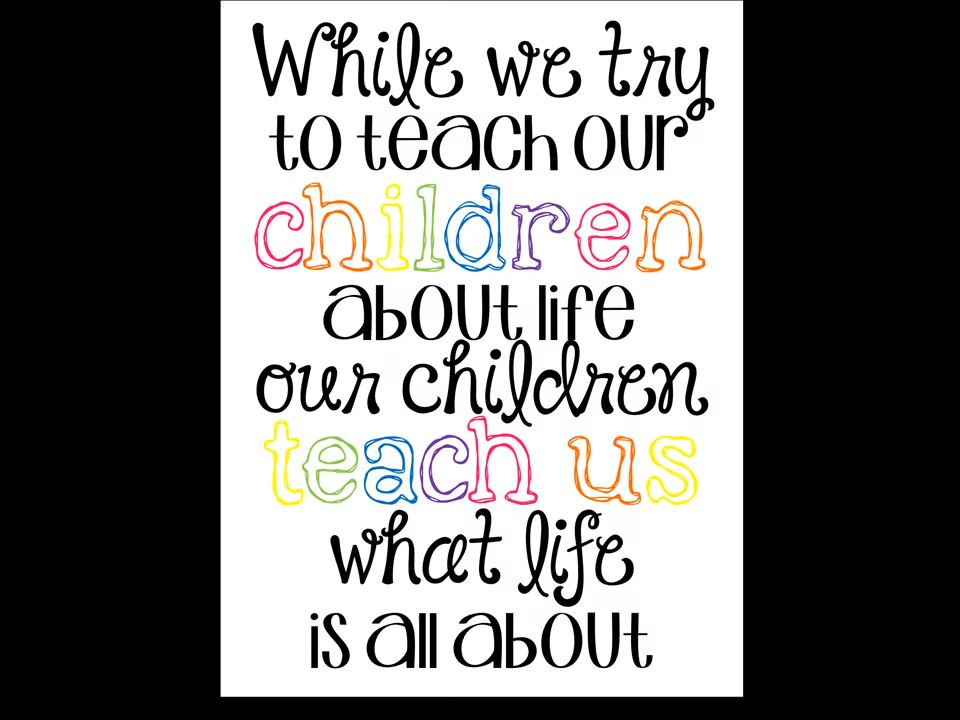 While we try
to teach our
children
about life
our children
teach us
what life
is all about